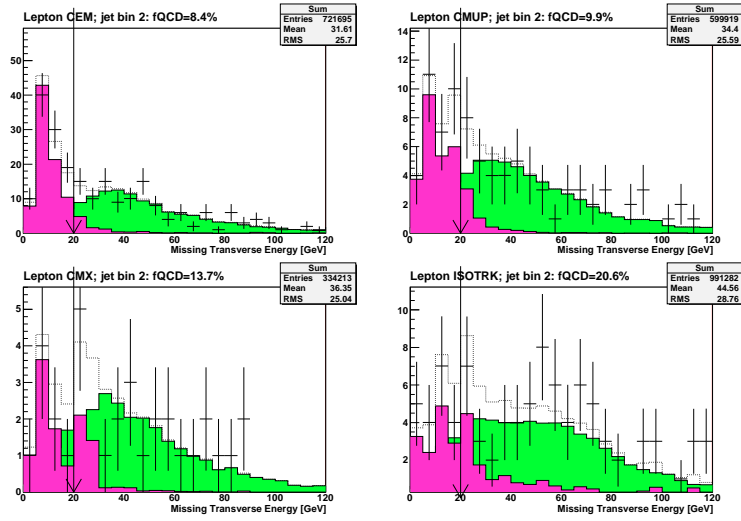 Lepton CEM; jet bin 2: fQCD=8.4%
Sum
Entries 721695
Mean 31.61
RMS 25.7
50
40
30
20
10
0
0 20 40 60 80 100 120
Missing Transverse Energy [GeV]
Lepton CMUP; jet bin 2: fQCD=9.9%
Sum
Entries 599919
Mean 34.4
RMS 25.59
14
12
10
8
6
4
2
0
0 20 40 60 80 100 120
Missing Transverse Energy [GeV]
Lepton CMX; jet bin 2: fQCD=13.7%
Sum
Entries 334213
Mean 36.35
RMS 25.04
5
4
3
2
1
0
0 20 40 60 80 100 120
Missing Transverse Energy [GeV]
Lepton ISOTRK; jet bin 2: fQCD=20.6%
Sum
Entries 991282
Mean 44.56
RMS 28.76
10
8
6
4
2
0 20 40 60 80 100 120
Missing Transverse Energy [GeV]